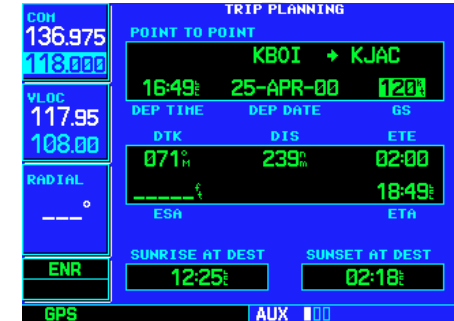 TRIP PLANNING
COM
136.975
118.000
VLOC
117.95
108.00
RADIAL
___°
ENR
GPS
POINT TO POINT
KBOI → KJAC
16:49 25-APR-00 120
DEP TIME DEP DATE GS
DTK DIS ETE
071°M 239nm 02:00
_____ft 18:49
ESA ETA
SUNRISE AT DEST SUNSET AT DEST
12:25 02:18
AUX